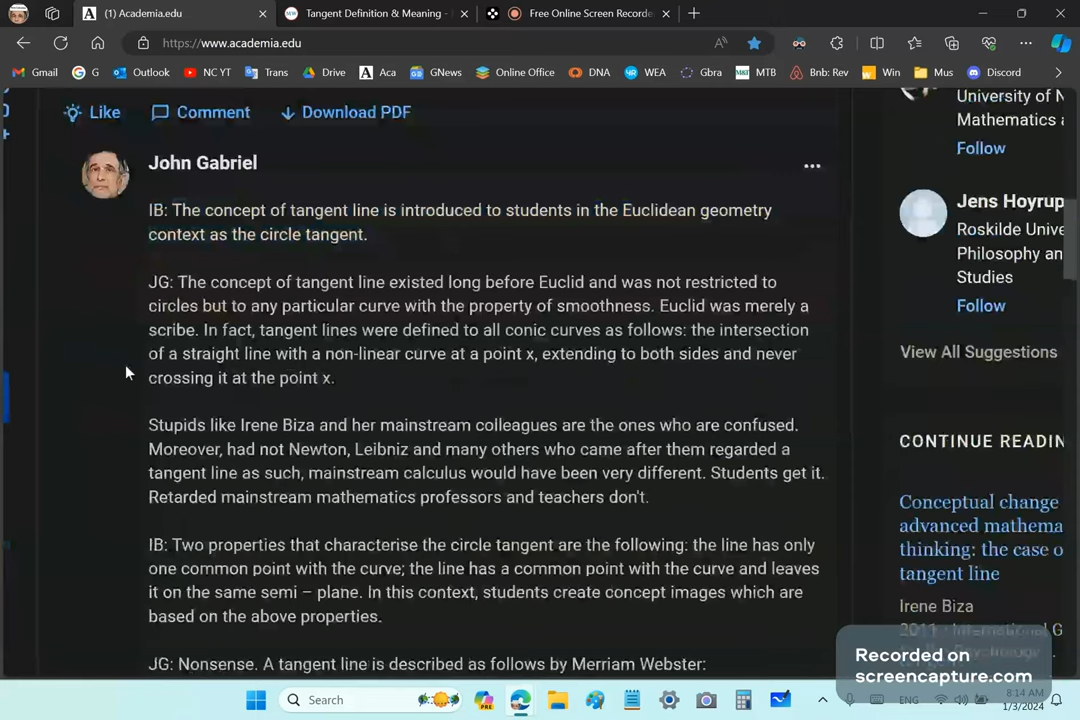 (1) Academia.edu
Tangent Definition & Meaning -
Free Online Screen Recorde
https://www.academia.edu
Gmail
G
Outlook
NC YT
Trans
Drive
Aca
GNews
Online Office
DNA
WEA
Gbra
MTB
Bnb: Rev
Win
Mus
Discord
Like
Comment
Download PDF
John Gabriel
IB: The concept of tangent line is introduced to students in the Euclidean geometry
context as the circle tangent.
JG: The concept of tangent line existed long before Euclid and was not restricted to
circles but to any particular curve with the property of smoothness. Euclid was merely a
scribe. In fact, tangent lines were defined to all conic curves as follows: the intersection
of a straight line with a non-linear curve at a point x, extending to both sides and never
crossing it at the point x.
Stupids like Irene Biza and her mainstream colleagues are the ones who are confused.
Moreover, had not Newton, Leibniz and many others who came after them regarded a
tangent line as such, mainstream calculus would have been very different. Students get it.
Retarded mainstream mathematics professors and teachers don't.
IB: Two properties that characterise the circle tangent are the following: the line has only
one common point with the curve; the line has a common point with the curve and leaves
it on the same semi – plane. In this context, students create concept images which are
based on the above properties.
JG: Nonsense. A tangent line is described as follows by Merriam Webster:
University of N
Mathematics a
Follow
Jens Hoyrup
Roskilde Unive
Philosophy an
Studies
Follow
View All Suggestions
CONTINUE READIN
Conceptual change
advanced mathema
thinking: the case o
tangent line
Irene Biza
Recorded on
screencapture.com
Search
ENG
8:14 AM
1/3/2024